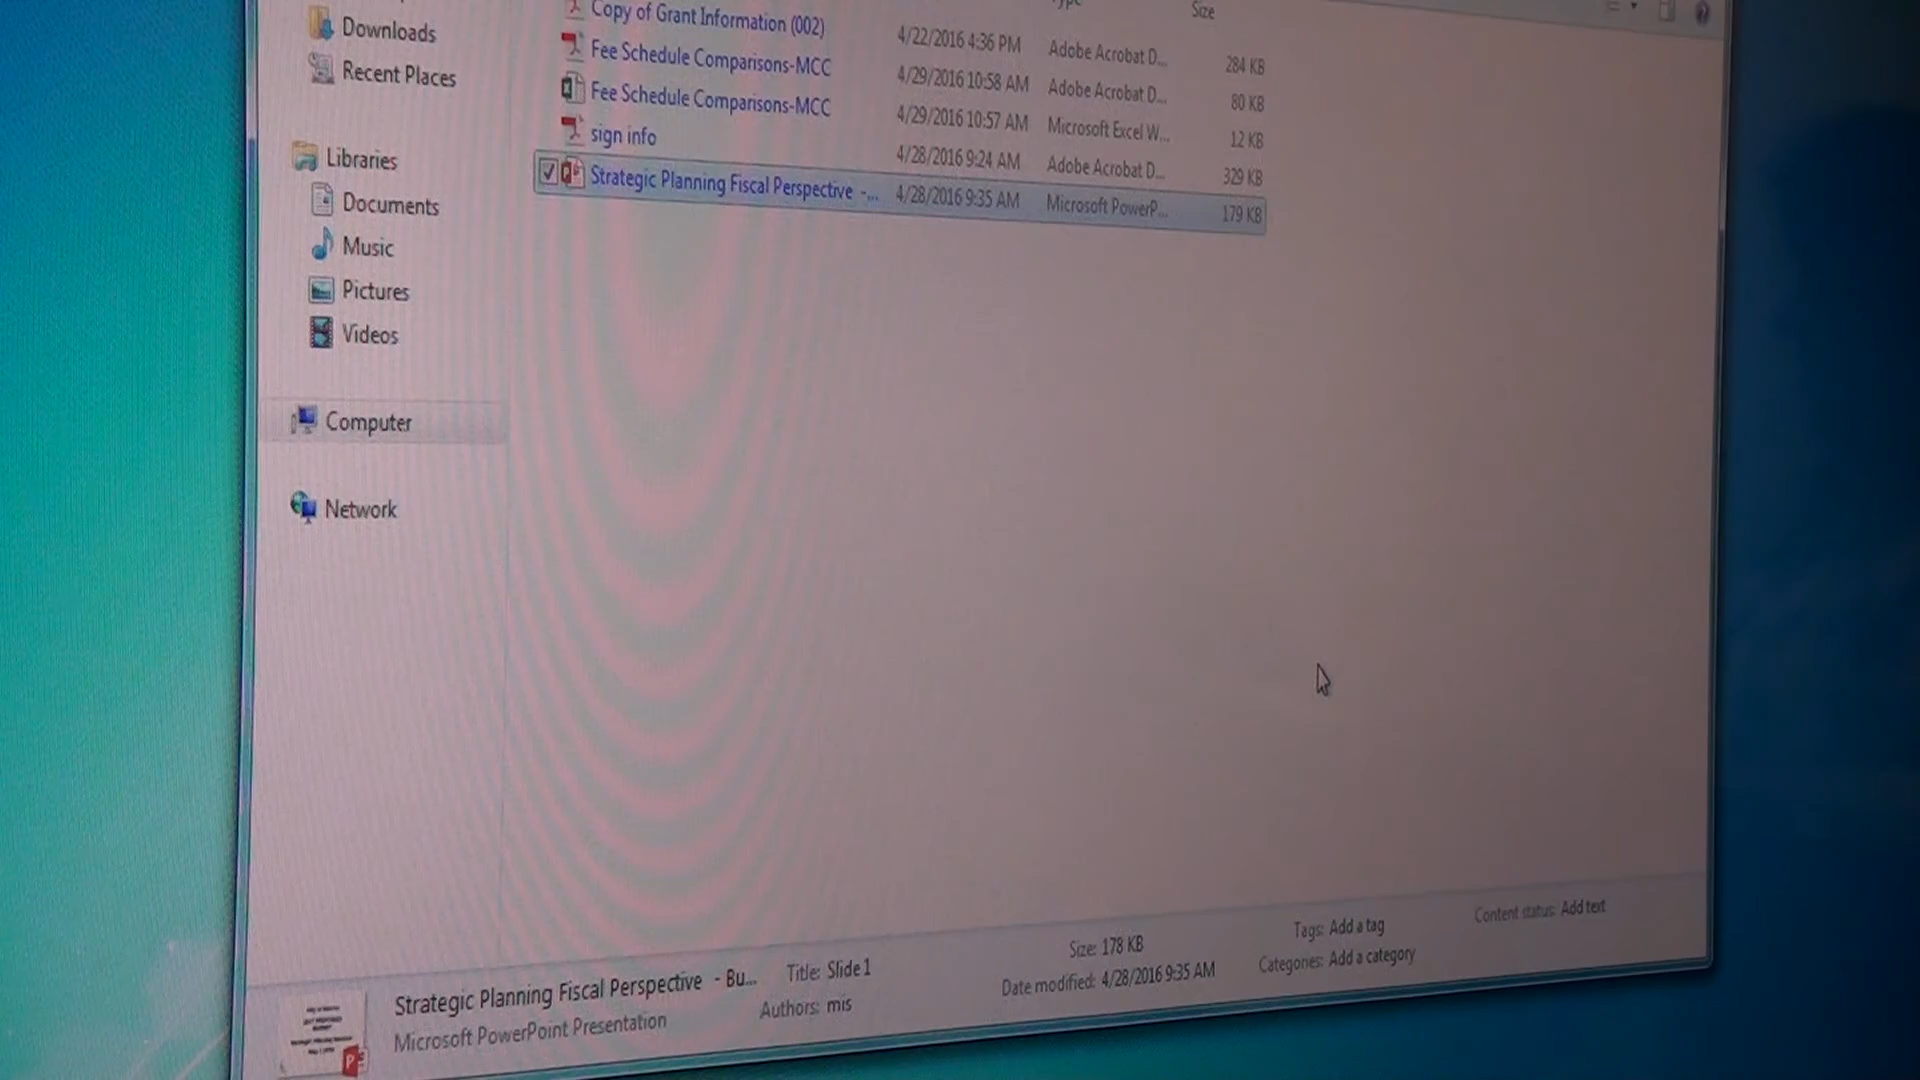 Size
Downloads
Copy of Grant Information (002)
4/22/2016 4:36 PM Adobe Acrobat D... 284 KB
Recent Places
Fee Schedule Comparisons-MCC
4/29/2016 10:58 AM Adobe Acrobat D... 80 KB
Fee Schedule Comparisons-MCC
4/29/2016 10:57 AM Microsoft Excel W... 12 KB
sign info
4/28/2016 9:24 AM Adobe Acrobat D... 329 KB
Strategic Planning Fiscal Perspective -... 4/28/2016 9:35 AM Microsoft PowerP... 179 KB
Libraries
Documents
Music
Pictures
Videos
Computer
Network
Strategic Planning Fiscal Perspective - Bu...
Microsoft PowerPoint Presentation
Title: Slide 1
Authors: mis
Size: 178 KB
Date modified: 4/28/2016 9:35 AM
Tags: Add a tag
Categories: Add a category
Content status: Add text